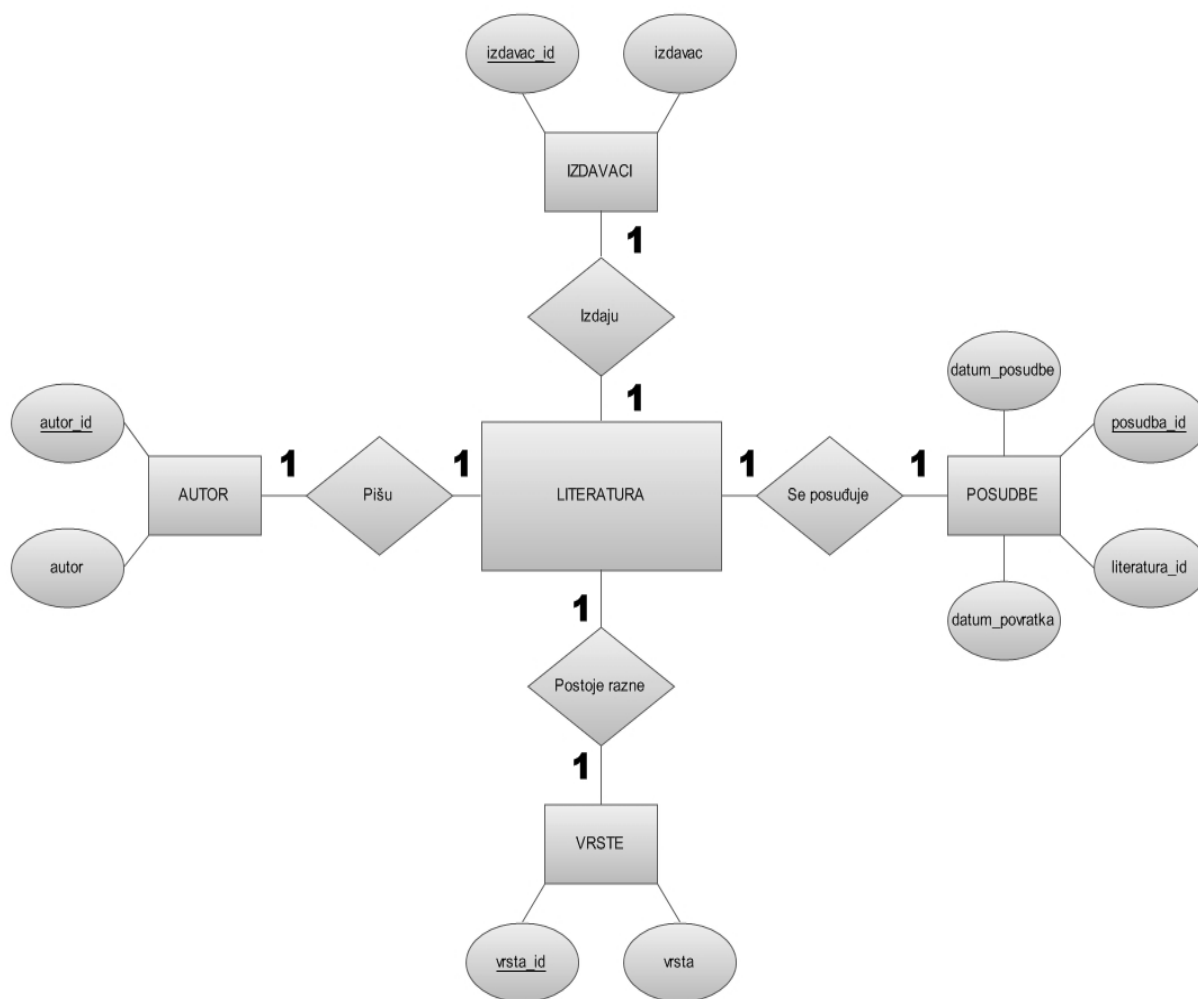 izdavac_id
izdavac
IZDAVACI
1
Izdaju
1
datum_posudbe
autor_id
posudba_id
AUTOR
1
Pišu
1
LITERATURA
1
Se posuđuje
1
POSUDBE
autor
literatura_id
datum_povratka
1
Postoje razne
1
VRSTE
vrsta_id
vrsta